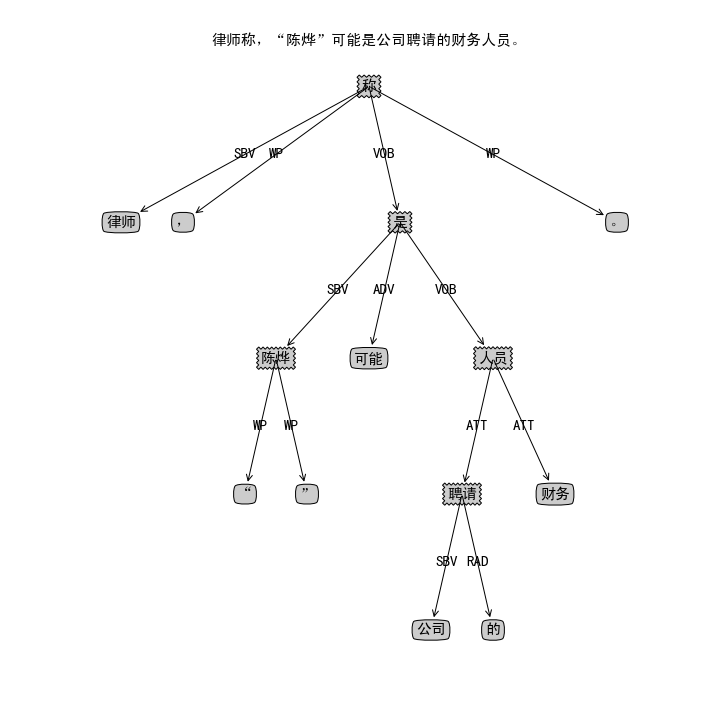 律师称，“陈烨”可能是公司聘请的财务人员。
称
SBV WP VOB WP
律师 ， 是 。
SBV ADV VOB
陈烨 可能 人员
WP WP ATT ATT
“ ” 聘请 财务
SBV RAD
公司 的